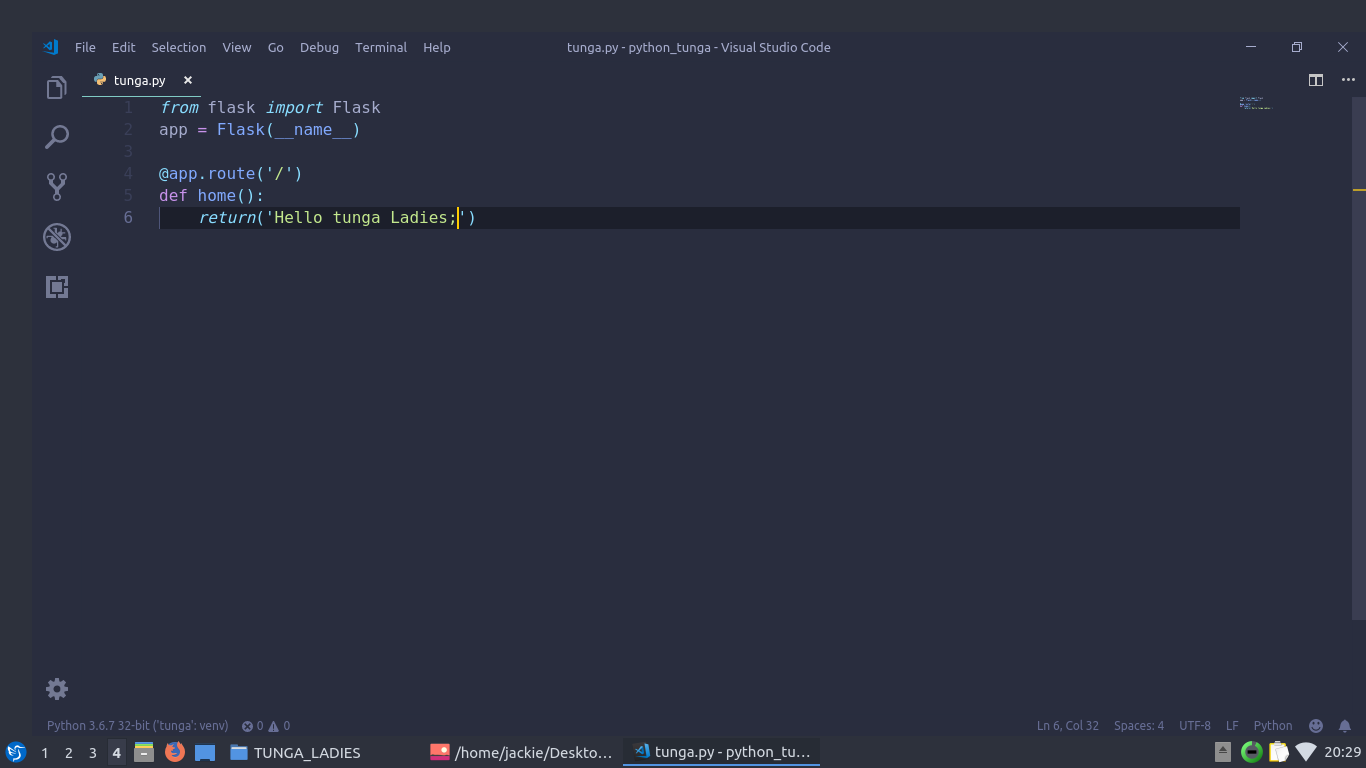 File Edit Selection View Go Debug Terminal Help tunga.py - python_tunga - Visual Studio Code
tunga.py
1 from flask import Flask
2 app = Flask(__name__)
3
4 @app.route('/')
5 def home():
6     return('Hello tunga Ladies;')
Python 3.6.7 32-bit ('tunga': venv) 0 0 Ln 6, Col 32 Spaces: 4 UTF-8 LF Python
1 2 3 4 TUNGA_LADIES /home/jackie/Deskto... tunga.py - python_tu... 20:29